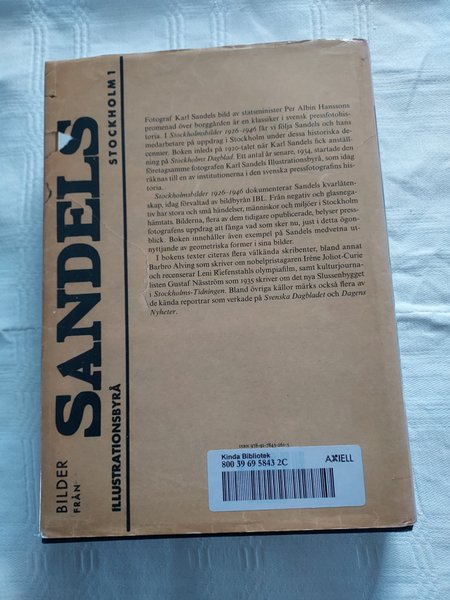 BILDER
FRÅN
SANDELS
ILLUSTRATIONSBYRÅ
STOCKHOLM 1
Fotograf Karl Sandels bild av statsminister Per Albin Hanssons
promenad över borggården är en klassiker i svensk pressfotohis-
toria. I Stockholmsbilder 1926-1946 får vi följa Sandels och hans
medarbetare på uppdrag i Stockholm under dessa historiska de-
cennier. Boken inleds på 1920-talet när Karl Sandels fick anställ-
ning på Stockholms Dagblad. Ett antal år senare, 1934, startade den
företagsamme fotografen Karl Sandels Illustrationsbyrå, som idag
räknas till en av institutionerna i den svenska pressfotografins his-
toria.
Stockholmsbilder 1926-1946 dokumenterar Sandels kvarlåten-
skap, idag förvaltad av bildbyrån IBL. Från negativ och glasnega-
tiv har stora och små händelser, människor och miljöer i Stockholm
hämtats. Bilderna, flera av dem tidigare opublicerade, belyser press-
fotografens uppdrag att fånga vad som sker nu, just i detta ögon-
blick. Boken innehåller även exempel på Sandels medvetna ut-
nyttjande av geometriska former i sina bilder.
I bokens texter citeras flera välkända skribenter, bland annat
Barbro Alving som skriver om nobelpristagaren Irène Joliot-Curie
och recenserar Leni Riefenstahls olympiafilm, samt kulturjourna-
listen Gustaf Näsström som 1935 skriver om det nya Slussenbygget
i Stockholms-Tidningen. Bland övriga källor märks också flera av
de kända reportrar som verkade på Svenska Dagbladet och Dagens
Nyheter.
Kinda Bibliotek
800 39 69 5843 2C
AXIELL